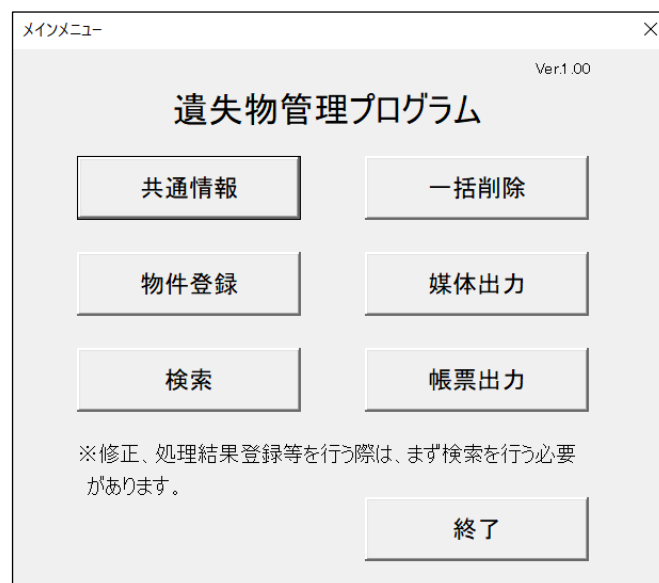 メインメニュー
Ver.1.00
遺失物管理プログラム
共通情報
一括削除
物件登録
媒体出力
検索
帳票出力
※修正、処理結果登録等を行う際は、まず検索を行う必要
があります。
終了